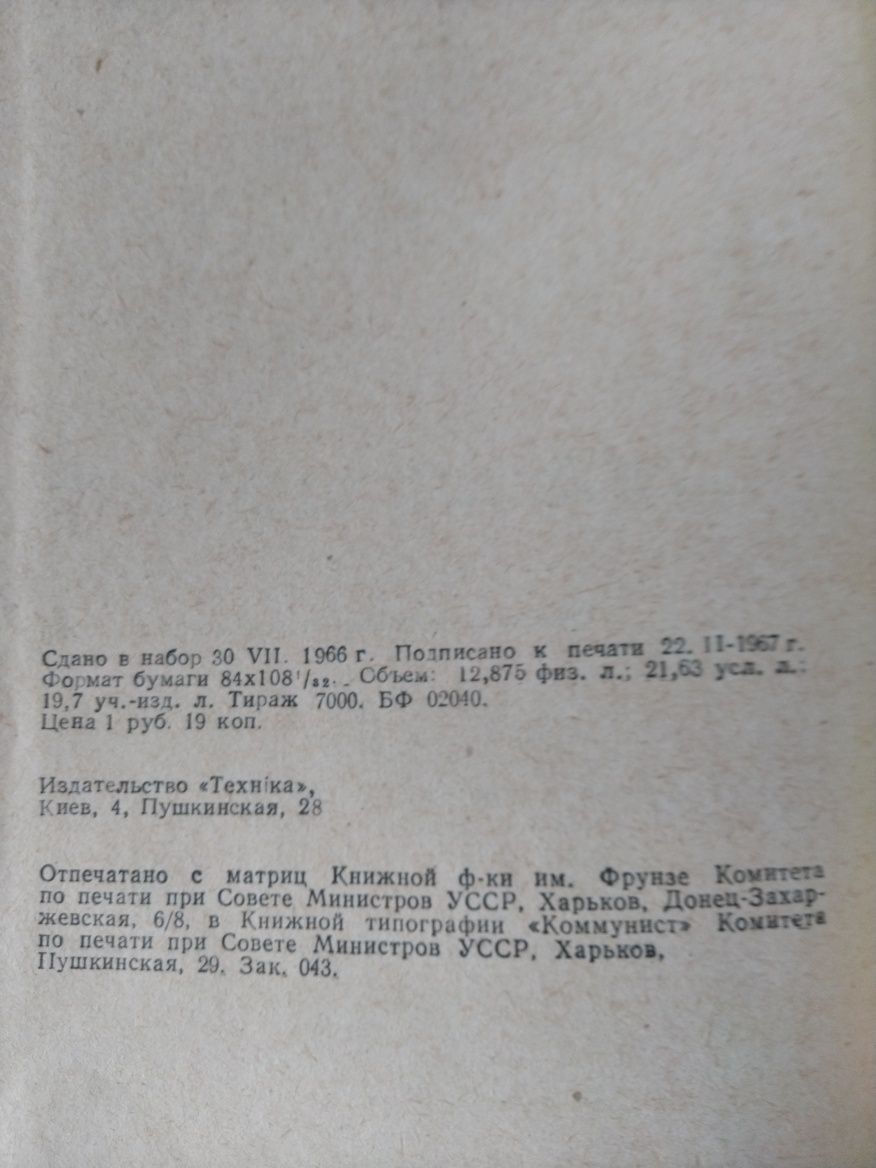 Сдано в набор 30 VII. 1966 г. Подписано к печати 22. II-1967 г.
Формат бумаги 84х108¹/₃₂. Объем: 12,875 физ. л.; 21,63 усл. л.;
19,7 уч.-изд. л. Тираж 7000. БФ 02040.
Цена 1 руб. 19 коп.
Издательство «Технiка»,
Киев, 4, Пушкинская, 28
Отпечатано с матриц Книжной ф-ки им. Фрунзе Комитета
по печати при Совете Министров УССР, Харьков, Донец-Захар-
жевская, 6/8, в Книжной типографии «Коммунист» Комитета
по печати при Совете Министров УССР, Харьков,
Пушкинская, 29. Зак. 043.